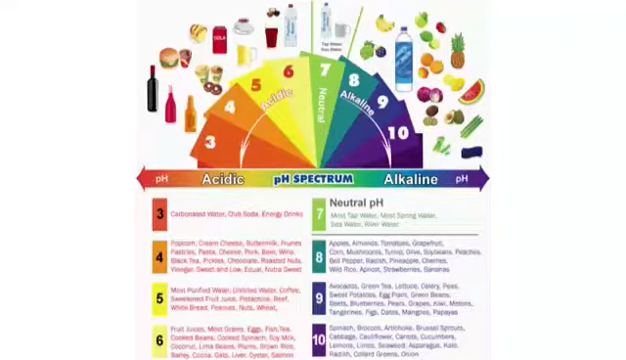 COLA
Tap Water
Sea Water
3
4
5
6
7
8
9
10
Acidic
Neutral
Alkaline
pH
Acidic
pH SPECTRUM
Alkaline
pH
3
Carbonated Water, Club Soda, Energy Drinks
4
Popcorn, Cream Cheese, Buttermilk, Prunes
Pastries, Pasta, Cheese, Pork, Beer, Wine
Black Tea, Pickles, Chocolate, Roasted Nuts,
Vinegar, Sweet and Low, Equal, Nutra Sweet
5
Most Purified Water, Distilled Water, Coffee,
Sweetened Fruit Juice, Pistachios, Beef,
White Bread, Peanuts, Nuts, Wheat,
6
Fruit Juices, Most Grains, Eggs, Fish, Tea
Cooked Beans, Cooked Spinach, Soy Milk,
Coconut, Lima Beans, Plums, Brown Rice,
Barley, Cocoa, Oats, Liver, Oyster, Salmon
7
Neutral pH
Most Tap Water, Most Spring Water,
Sea Water, River Water
8
Apples, Almonds, Tomatoes, Grapefruit,
Corn, Mushrooms, Turnip, Olive, Soybeans, Peaches,
Bell Pepper, Radish, Pineapple, Cherries,
Wild Rice, Apricot, Strawberries, Bananas
9
Avocados, Green Tea, Lettuce, Celery, Peas,
Sweet Potatoes, Egg Plant, Green Beans,
Beets, Blueberries, Pears, Grapes, Kiwi, Melons,
Tangerines, Figs, Dates, Mangoes, Papayas
10
Spinach, Broccoli, Artichoke, Brussel Sprouts,
Cabbage, Cauliflower, Carrots, Cucumbers,
Lemons, Limes, Seaweed, Asparagus, Kale,
Radish, Collard Greens, Onion